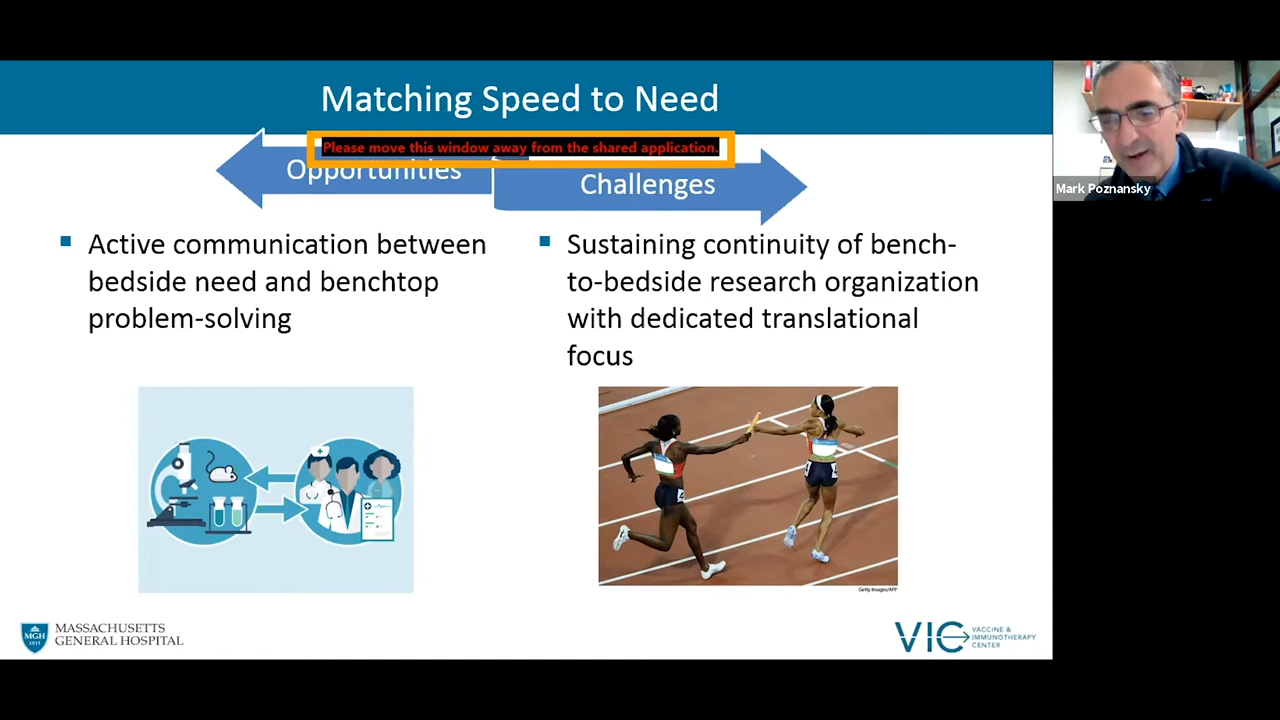 Matching Speed to Need
Please move this window away from the shared application.
Opportunities
Challenges
Active communication between
bedside need and benchtop
problem-solving
Sustaining continuity of bench-
to-bedside research organization
with dedicated translational
focus
Getty Images/AFP
MGH
1811
MASSACHUSETTS
GENERAL HOSPITAL
VIC
VACCINE &
IMMUNOTHERAPY
CENTER
Mark Poznansky